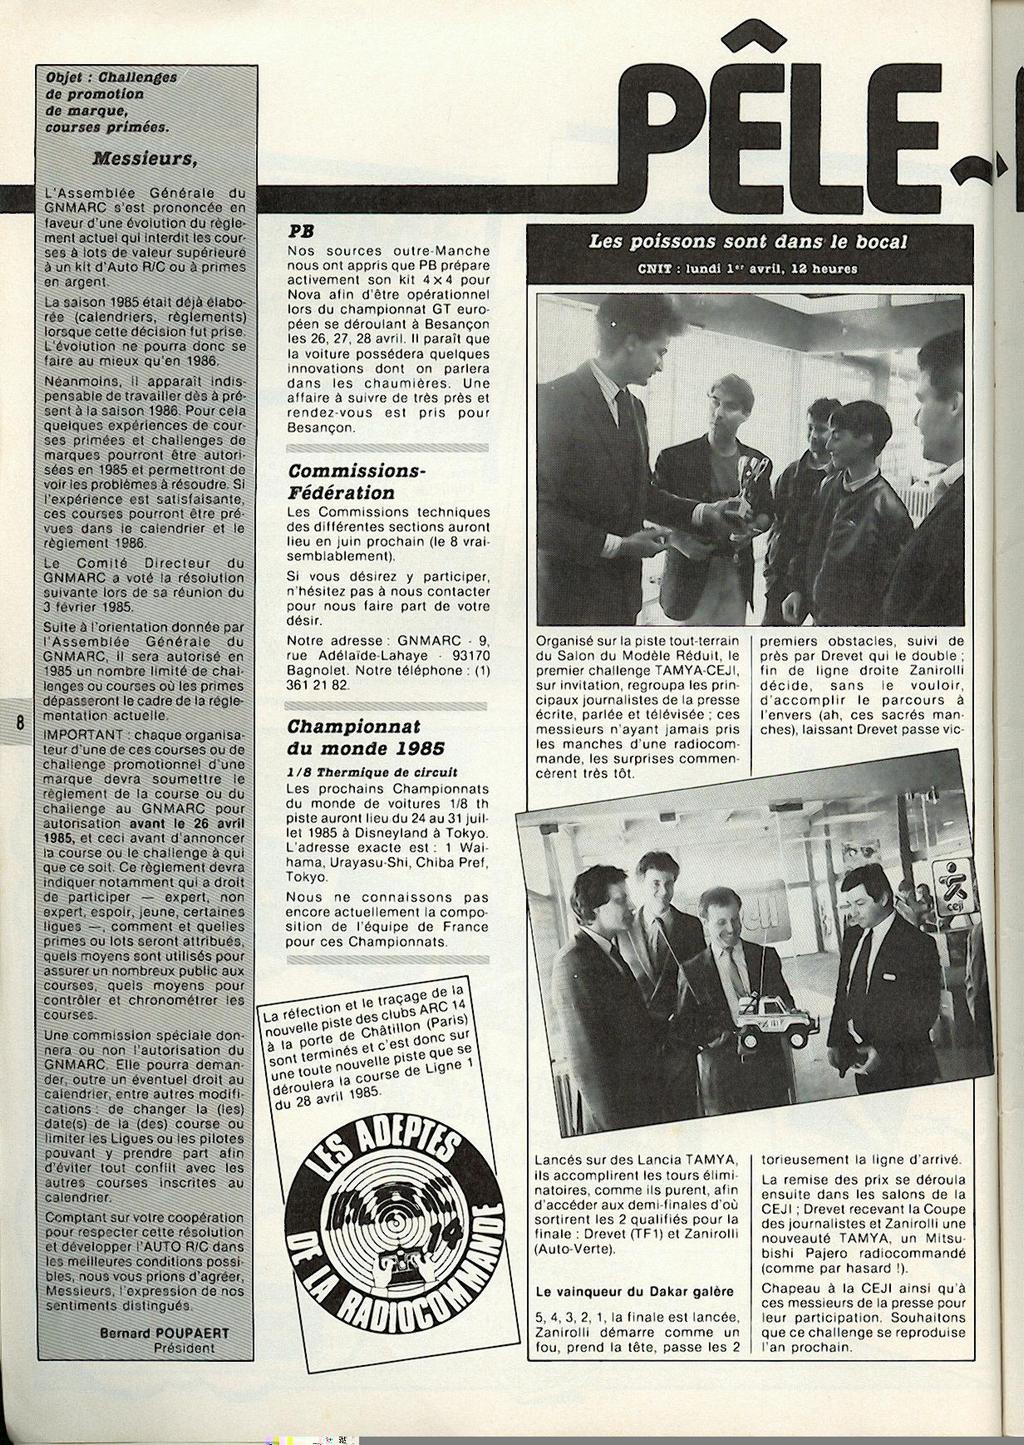 PÊLE-
Objet : Challenges
de promotion
de marque,
courses primées.
Messieurs,
L'Assemblée Générale du
GNMARC s'est prononcée en
faveur d'une évolution du règle-
ment actuel qui interdit les cour-
ses à lots de valeur supérieuré
à un kit d'Auto R/C ou à primes
en argent.
La saison 1985 était déjà élabo-
rée (calendriers, règlements)
lorsque cette décision fut prise.
L'évolution ne pourra donc se
faire au mieux qu'en 1986.
Néanmoins, il apparaît indis-
pensable de travailler dès à pré-
sent à la saison 1986. Pour cela
quelques expériences de cour-
ses primées et challenges de
marques pourront être autori-
sées en 1985 et permettront de
voir les problèmes à résoudre. Si
l'expérience est satisfaisante,
ces courses pourront être pré-
vues dans le calendrier et le
règlement 1986.
Le Comité Directeur du
GNMARC a voté la résolution
suivante lors de sa réunion du
3 février 1985.
Suite à l'orientation donnée par
l'Assemblée Générale du
GNMARC, il sera autorisé en
1985 un nombre limité de chal-
lenges ou courses où les primes
dépasseront le cadre de la régle-
mentation actuelle.
IMPORTANT : chaque organisa-
teur d'une de ces courses ou de
challenge promotionnel d'une
marque devra soumettre le
règlement de la course ou du
challenge au GNMARC pour
autorisation avant le 26 avril
1985, et ceci avant d'annoncer
la course ou le challenge à qui
que ce soit. Ce règlement devra
indiquer notamment qui a droit
de participer — expert, non
expert, espoir, jeune, certaines
ligues —, comment et quelles
primes ou lots seront attribués,
quels moyens sont utilisés pour
assurer un nombreux public aux
courses, quels moyens pour
contrôler et chronométrer les
courses.
Une commission spéciale don-
nera ou non l'autorisation du
GNMARC. Elle pourra deman-
der, outre un éventuel droit au
calendrier, entre autres modifi-
cations : de changer la (les)
date(s) de la (des) course ou
limiter les Ligues ou les pilotes
pouvant y prendre part afin
d'éviter tout conflit avec les
autres courses inscrites au
calendrier.
Comptant sur votre coopération
pour respecter cette résolution
et développer l'AUTO R/C dans
les meilleures conditions possi-
bles, nous vous prions d'agréer,
Messieurs, l'expression de nos
sentiments distingués.
Bernard POUPAERT
Président
8
PB
Nos sources outre-Manche
nous ont appris que PB prépare
activement son kit 4×4 pour
Nova afin d'être opérationnel
lors du championnat GT euro-
péen se déroulant à Besançon
les 26, 27, 28 avril. Il paraît que
la voiture possédera quelques
innovations dont on parlera
dans les chaumières. Une
affaire à suivre de très près et
rendez-vous est pris pour
Besançon.
Commissions-
Fédération
Les Commissions techniques
des différentes sections auront
lieu en juin prochain (le 8 vrai-
semblablement).
Si vous désirez y participer,
n'hésitez pas à nous contacter
pour nous faire part de votre
désir.
Notre adresse : GNMARC - 9,
rue Adélaïde-Lahaye - 93170
Bagnolet. Notre téléphone : (1)
361 21 82.
Championnat
du monde 1985
1/8 Thermique de circuit
Les prochains Championnats
du monde de voitures 1/8 th
piste auront lieu du 24 au 31 juil-
let 1985 à Disneyland à Tokyo.
L'adresse exacte est : 1 Wai-
hama, Urayasu-Shi, Chiba Pref,
Tokyo.
Nous ne connaissons pas
encore actuellement la compo-
sition de l'équipe de France
pour ces Championnats.
La réfection et le traçage de la
nouvelle piste des clubs ARC 14
à la porte de Châtillon (Paris)
sont terminés et c'est donc sur
une toute nouvelle piste que se
déroulera la course de Ligne 1
du 28 avril 1985.
LES ADEPTES
14
DE LA RADIOCOMMANDE
Les poissons sont dans le bocal
CNIT : lundi 1er avril, 12 heures
Organisé sur la piste tout-terrain
du Salon du Modèle Réduit, le
premier challenge TAMYA-CEJI,
sur invitation, regroupa les prin-
cipaux journalistes de la presse
écrite, parlée et télévisée ; ces
messieurs n'ayant jamais pris
les manches d'une radiocom-
mande, les surprises commen-
cèrent très tôt.
premiers obstacles, suivi de
près par Drevet qui le double ;
fin de ligne droite Zanirolli
décide, sans le vouloir,
d'accomplir le parcours à
l'envers (ah, ces sacrés man-
ches), laissant Drevet passe vic-
ceji
Lancés sur des Lancia TAMYA,
ils accomplirent les tours élimi-
natoires, comme ils purent, afin
d'accéder aux demi-finales d'où
sortirent les 2 qualifiés pour la
finale : Drevet (TF1) et Zanirolli
(Auto-Verte).
Le vainqueur du Dakar galère
5, 4, 3, 2, 1, la finale est lancée,
Zanirolli démarre comme un
fou, prend la tête, passe les 2
torieusement la ligne d'arrivé.
La remise des prix se déroula
ensuite dans les salons de la
CEJI ; Drevet recevant la Coupe
des journalistes et Zanirolli une
nouveauté TAMYA, un Mitsu-
bishi Pajero radiocommandé
(comme par hasard !).
Chapeau à la CEJI ainsi qu'à
ces messieurs de la presse pour
leur participation. Souhaitons
que ce challenge se reproduise
l'an prochain.